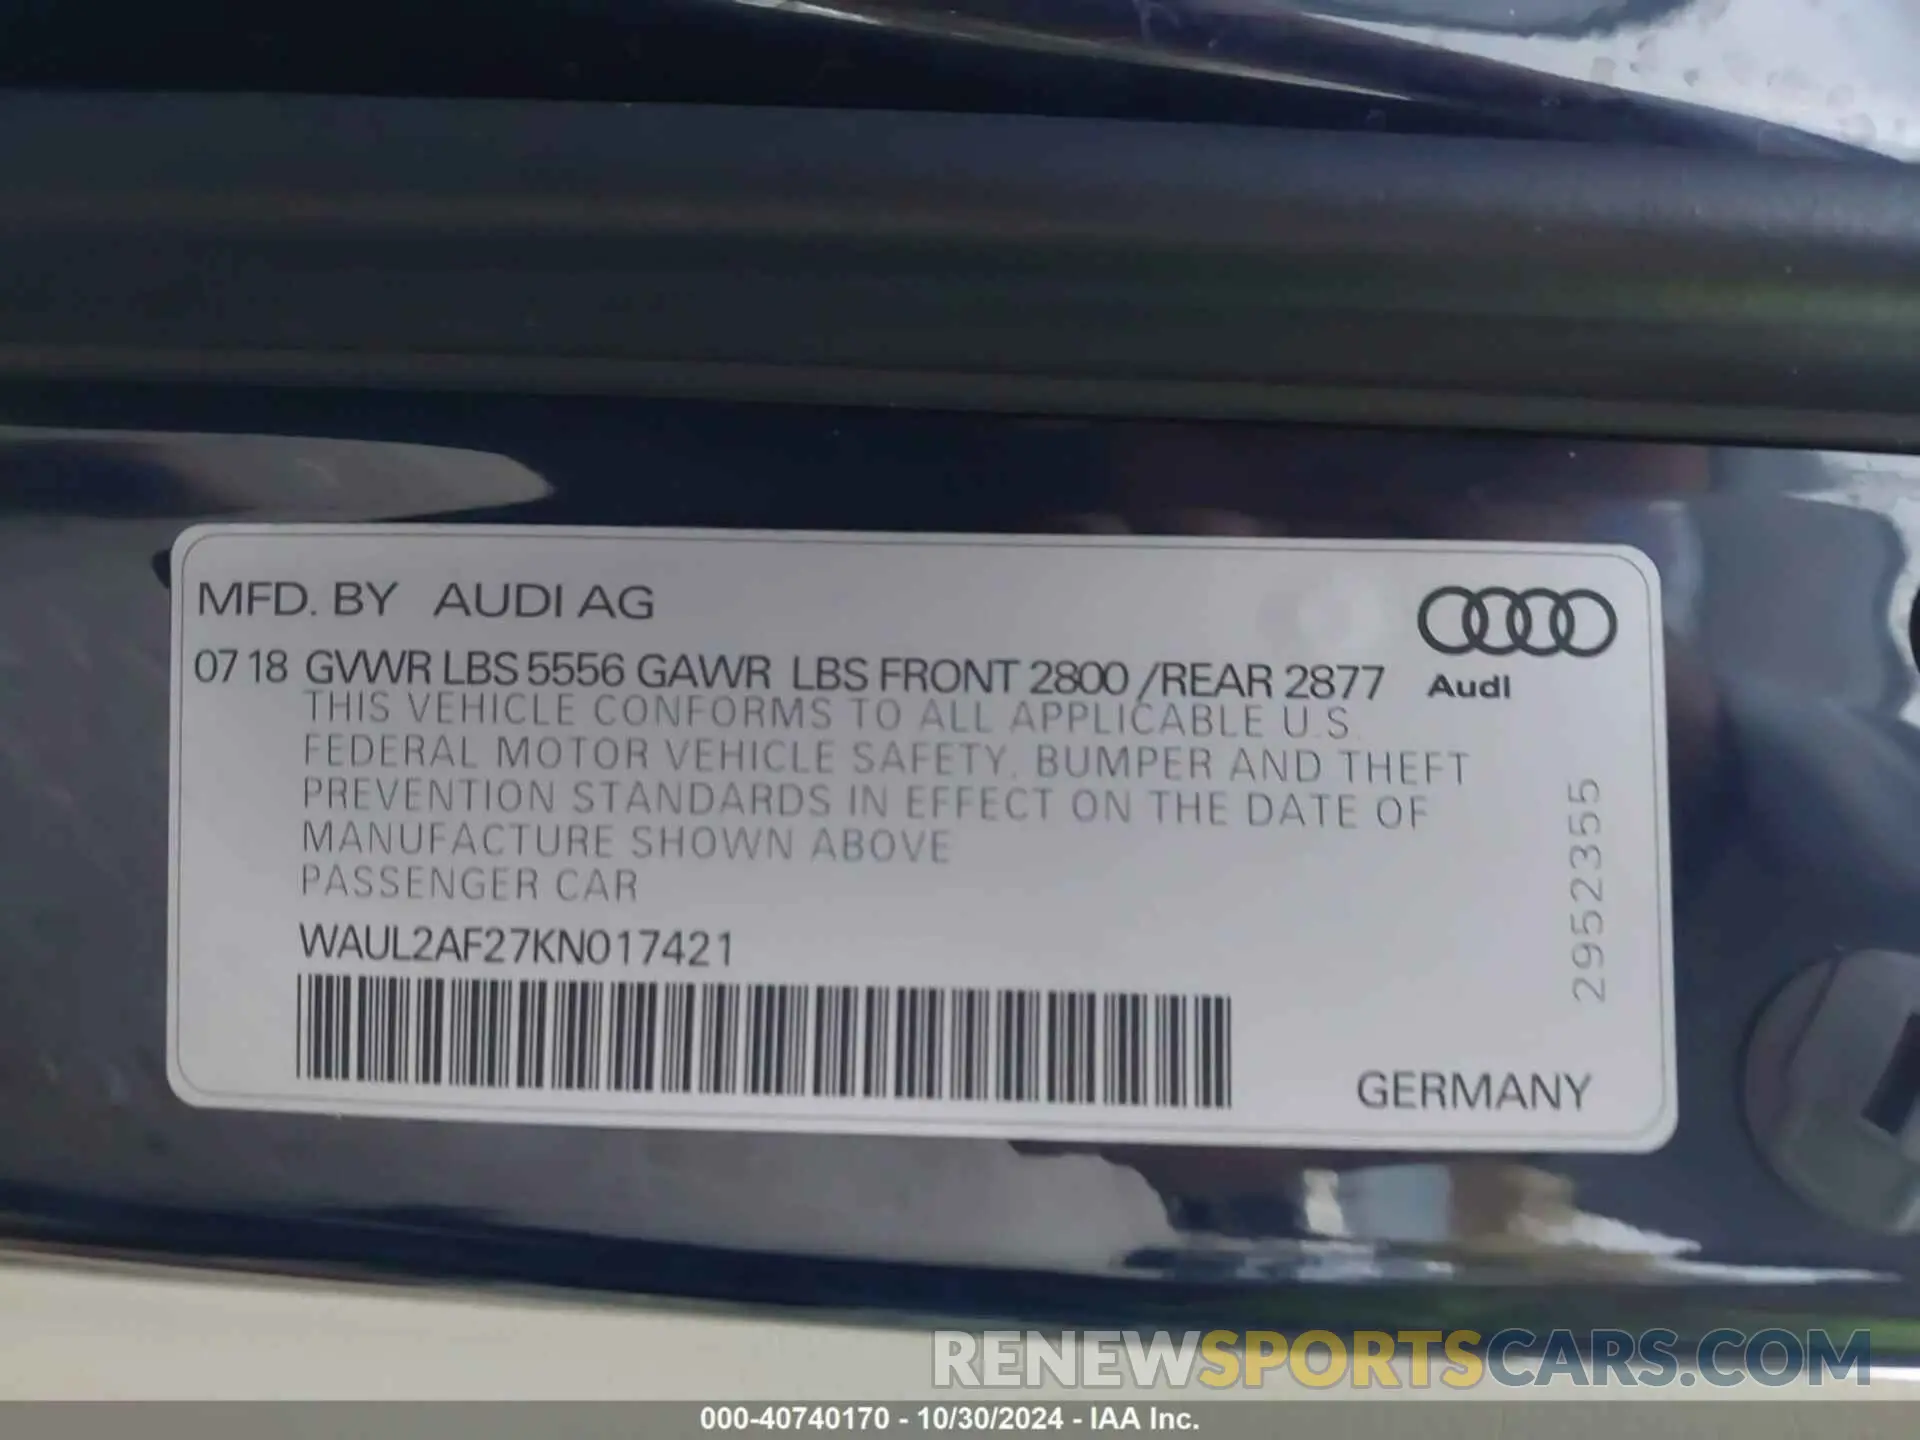 MFD. BY AUDI AG
07 18 GVWR LBS 5556 GAWR LBS FRONT 2800 /REAR 2877
Audi
THIS VEHICLE CONFORMS TO ALL APPLICABLE U.S.
FEDERAL MOTOR VEHICLE SAFETY, BUMPER AND THEFT
PREVENTION STANDARDS IN EFFECT ON THE DATE OF
MANUFACTURE SHOWN ABOVE
PASSENGER CAR
WAUL2AF27KN017421
2952355
GERMANY
RENEWSPORTSCARS.COM
000-40740170 - 10/30/2024 - IAA Inc.